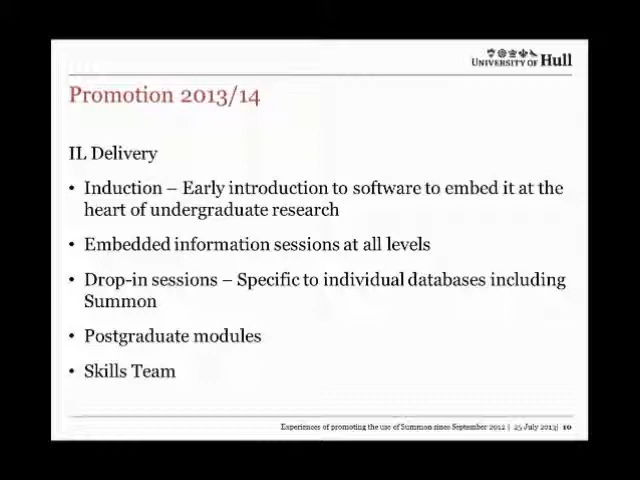 UNIVERSITY OF Hull
Promotion 2013/14
IL Delivery
• Induction – Early introduction to software to embed it at the
heart of undergraduate research
• Embedded information sessions at all levels
• Drop-in sessions – Specific to individual databases including
Summon
• Postgraduate modules
• Skills Team
Experiences of promoting the use of Summon since September 2012 | 25 July 2013| 10